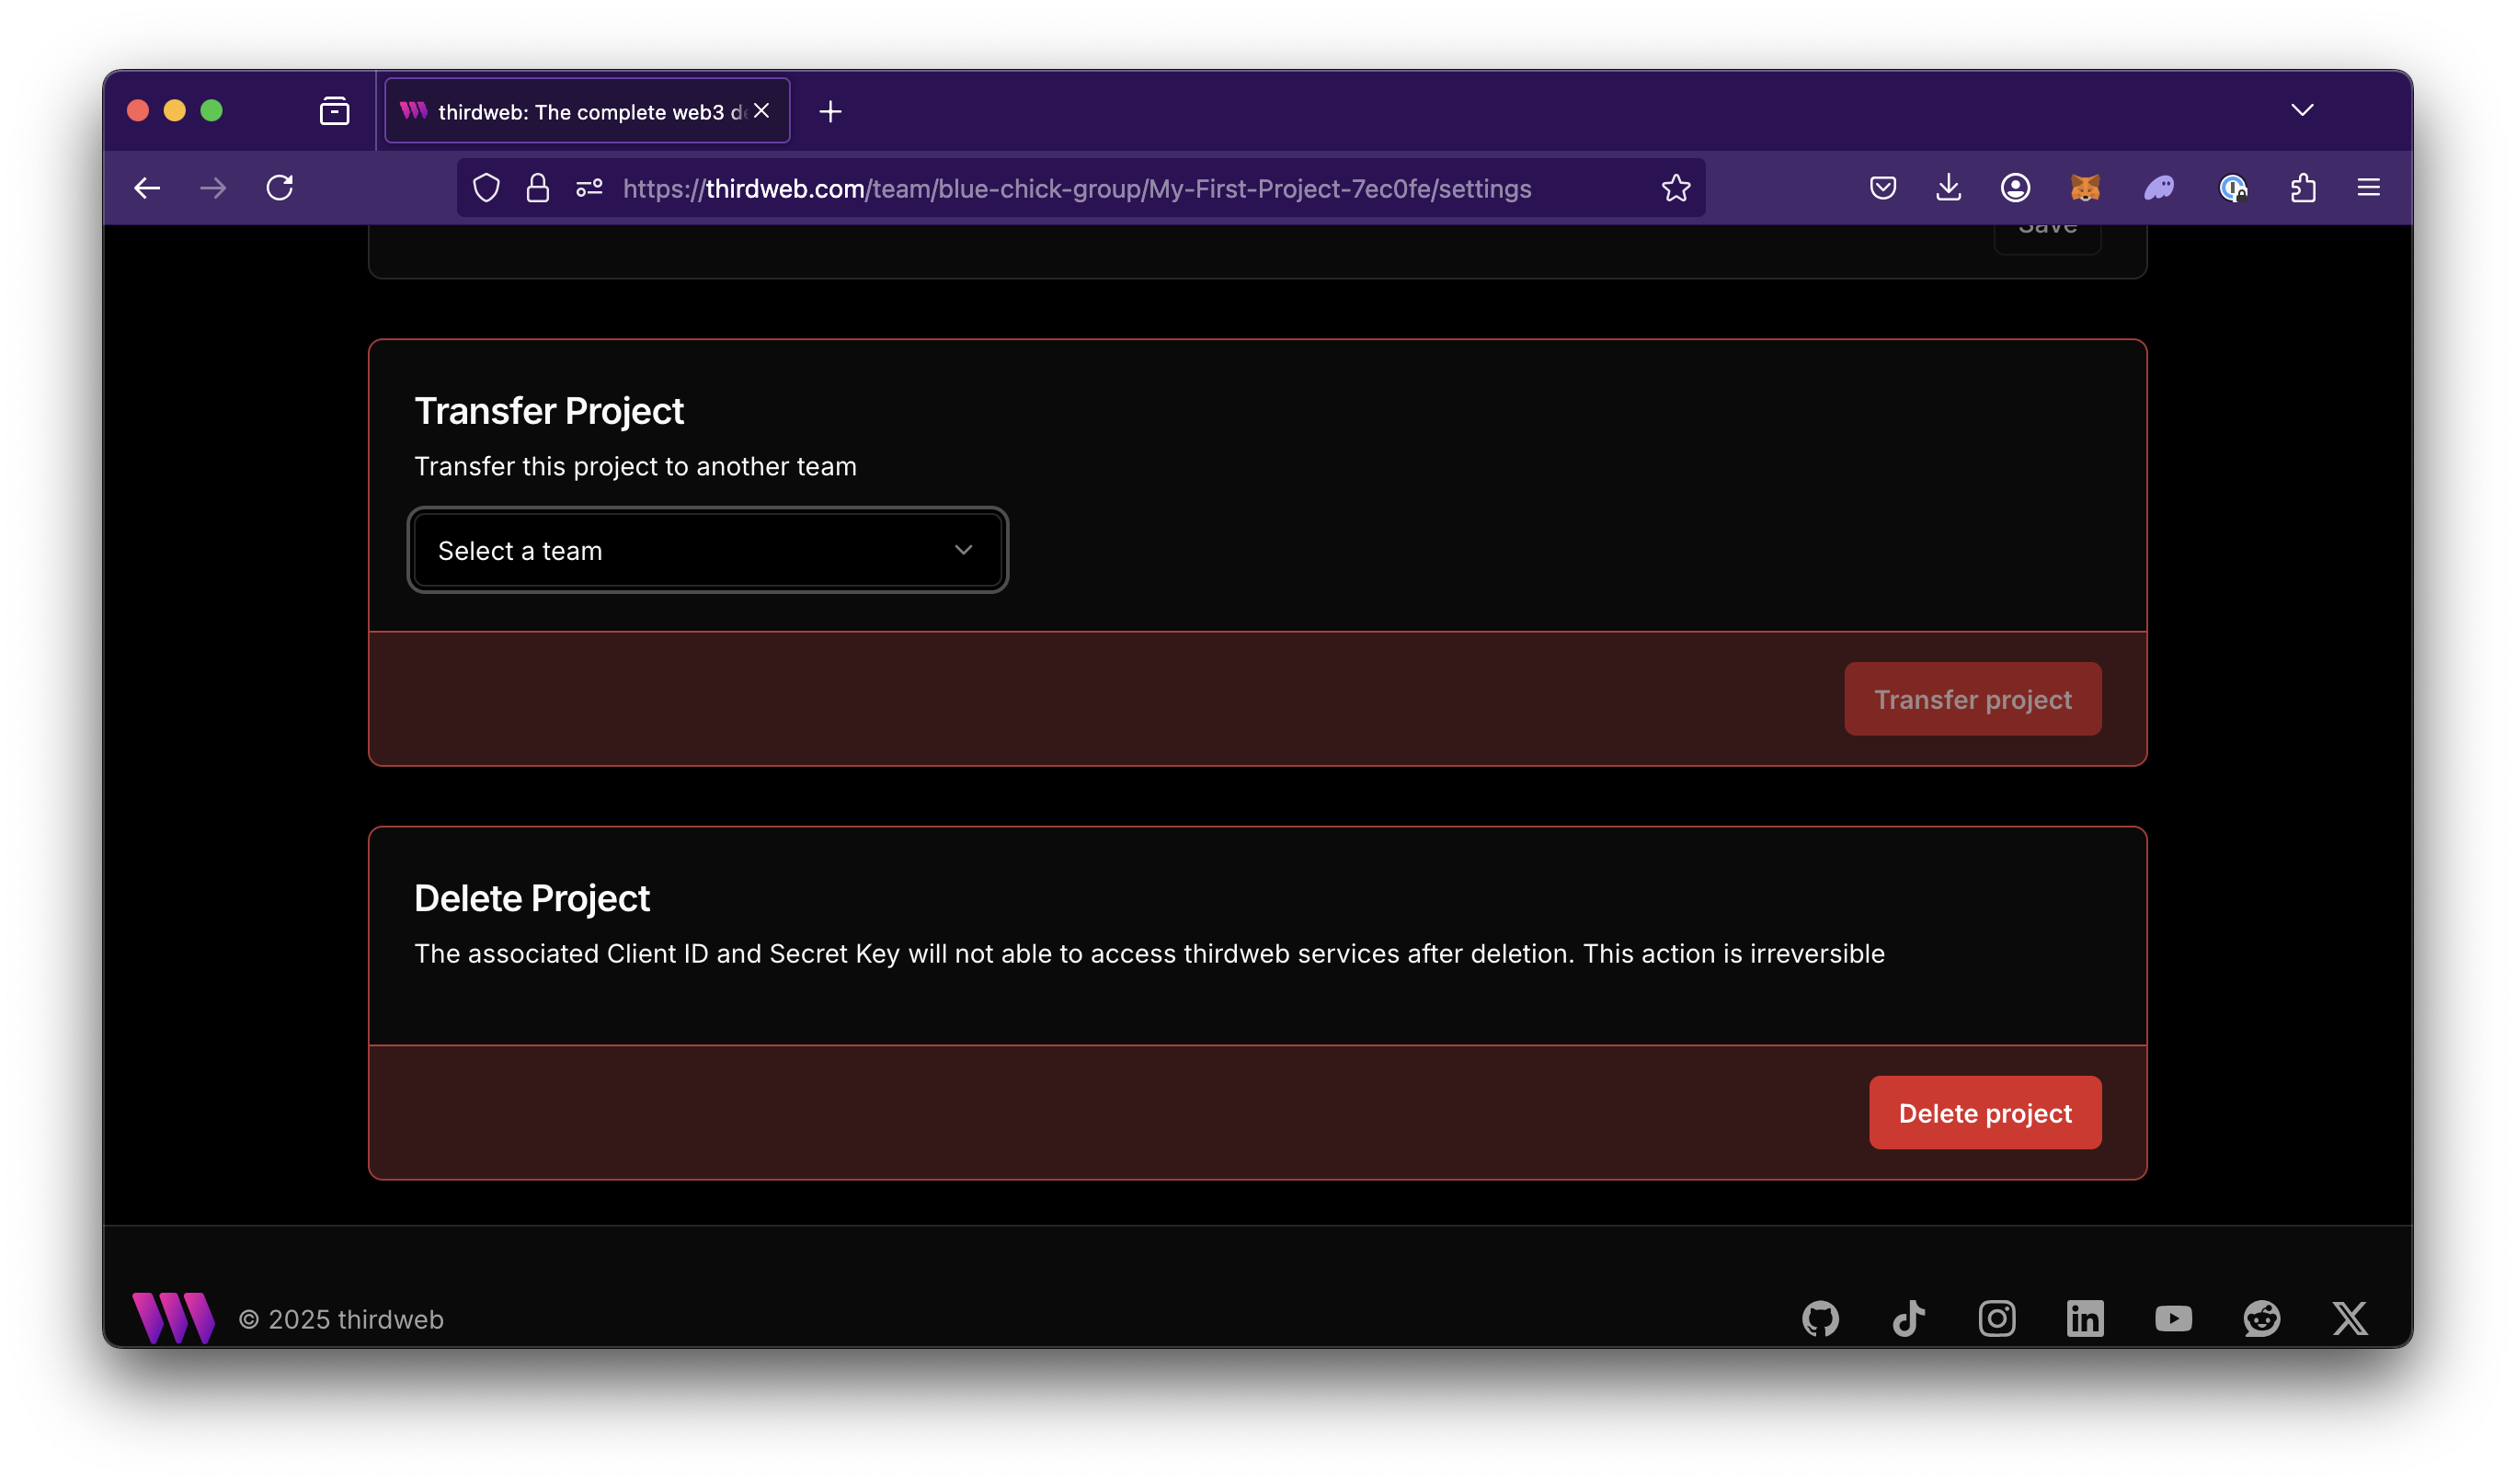 thirdweb: The complete web3 d
https://thirdweb.com/team/blue-chick-group/My-First-Project-7ec0fe/settings
Save
Transfer Project
Transfer this project to another team
Select a team
Transfer project
Delete Project
The associated Client ID and Secret Key will not able to access thirdweb services after deletion. This action is irreversible
Delete project
© 2025 thirdweb